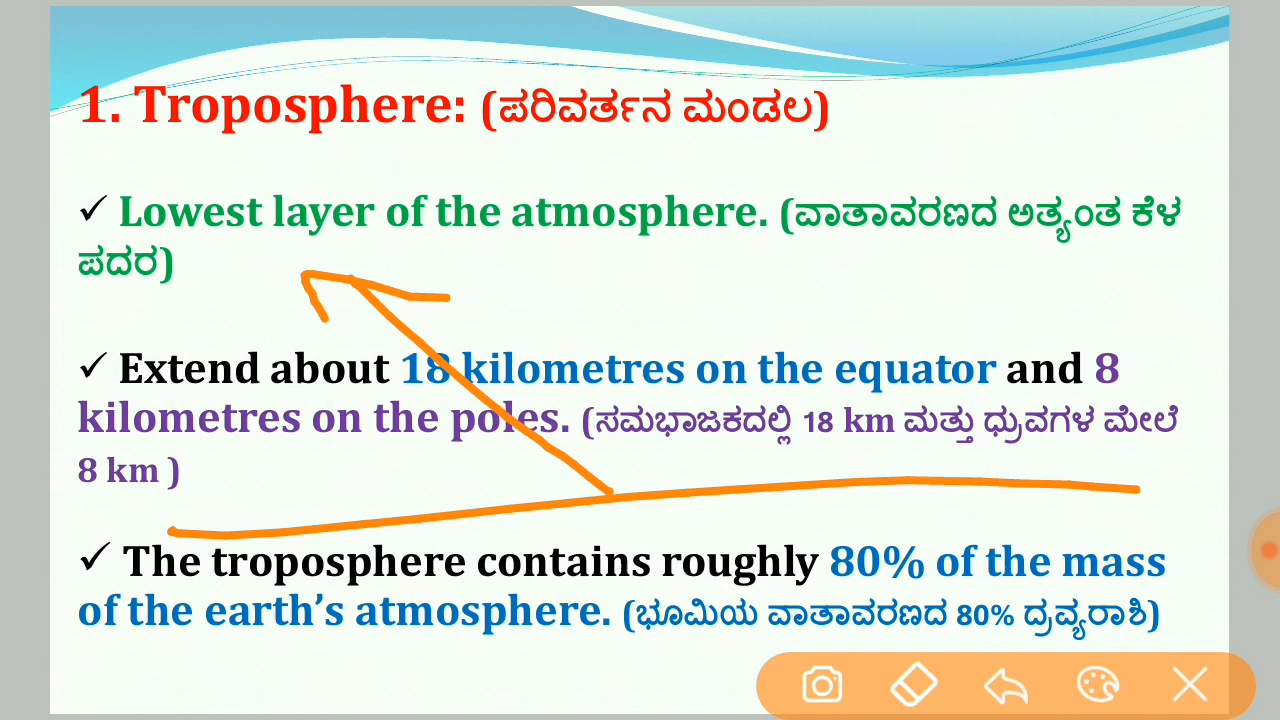 1. Troposphere: (ಪರಿವರ್ತನ ಮಂಡಲ)
✓ Lowest layer of the atmosphere. (ವಾತಾವರಣದ ಅತ್ಯಂತ ಕೆಳ
ಪದರ)
✓ Extend about 18 kilometres on the equator and 8
kilometres on the poles. (ಸಮಭಾಜಕದಲ್ಲಿ 18 km ಮತ್ತು ಧ್ರುವಗಳ ಮೇಲೆ
8 km )
✓ The troposphere contains roughly 80% of the mass
of the earth’s atmosphere. (ಭೂಮಿಯ ವಾತಾವರಣದ 80% ದ್ರವ್ಯರಾಶಿ)